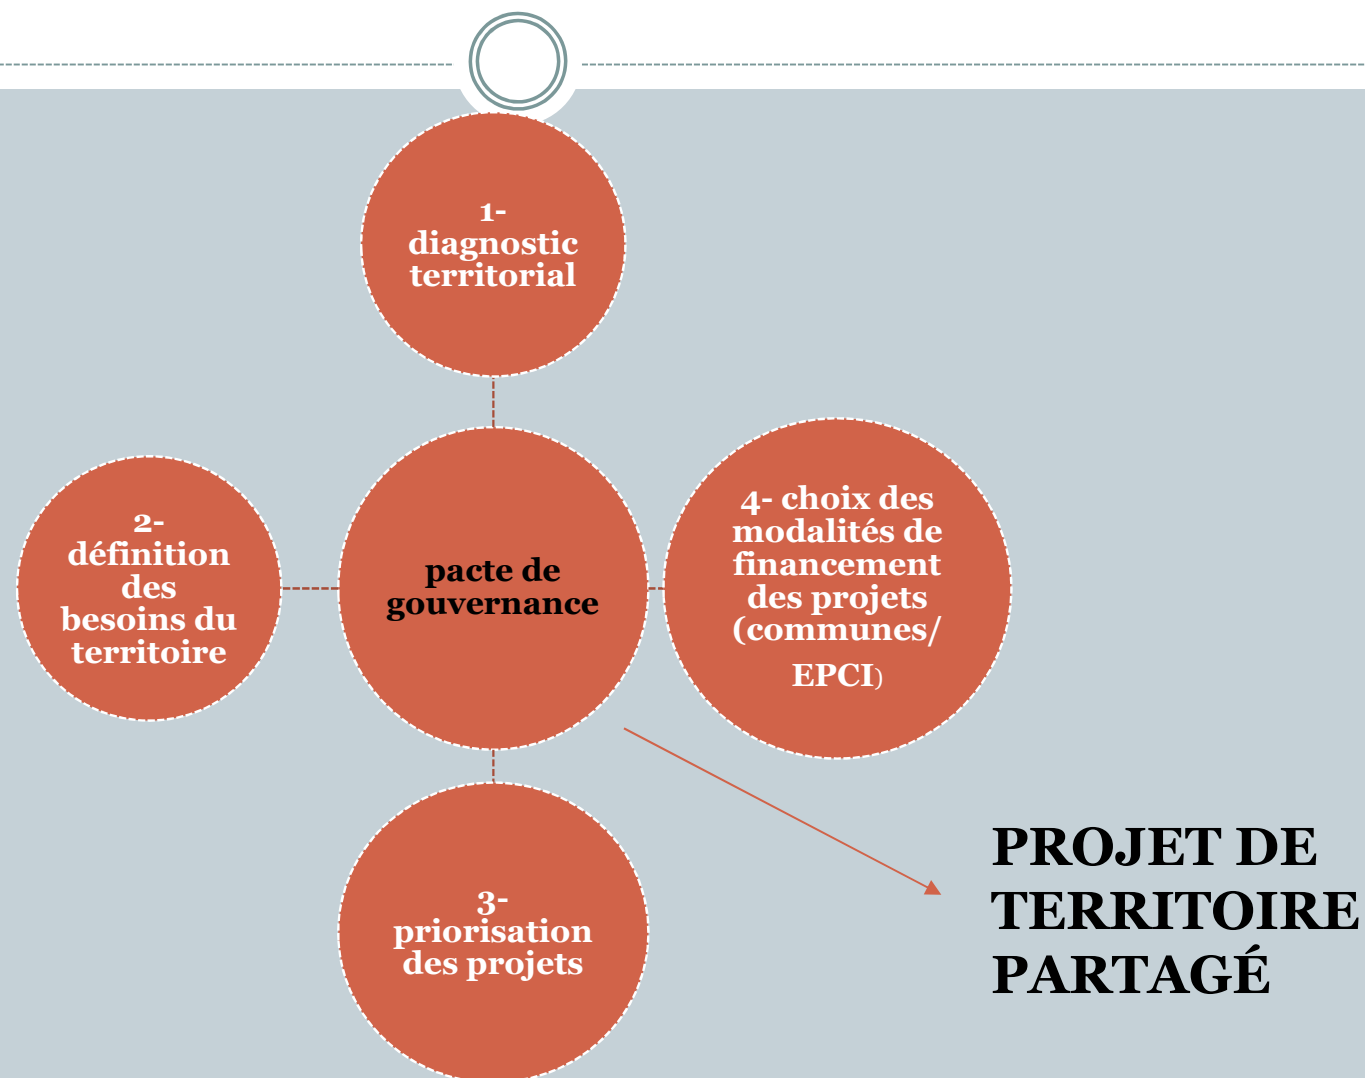 1-
diagnostic
territorial
2-
définition
des
besoins du
territoire
pacte de
gouvernance
4- choix des
modalités de
financement
des projets
(communes/
EPCI)
3-
priorisation
des projets
PROJET DE
TERRITOIRE
PARTAGÉ